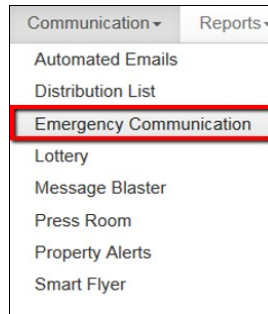 Communication Reports
Automated Emails
Distribution List
Emergency Communication
Lottery
Message Blaster
Press Room
Property Alerts
Smart Flyer